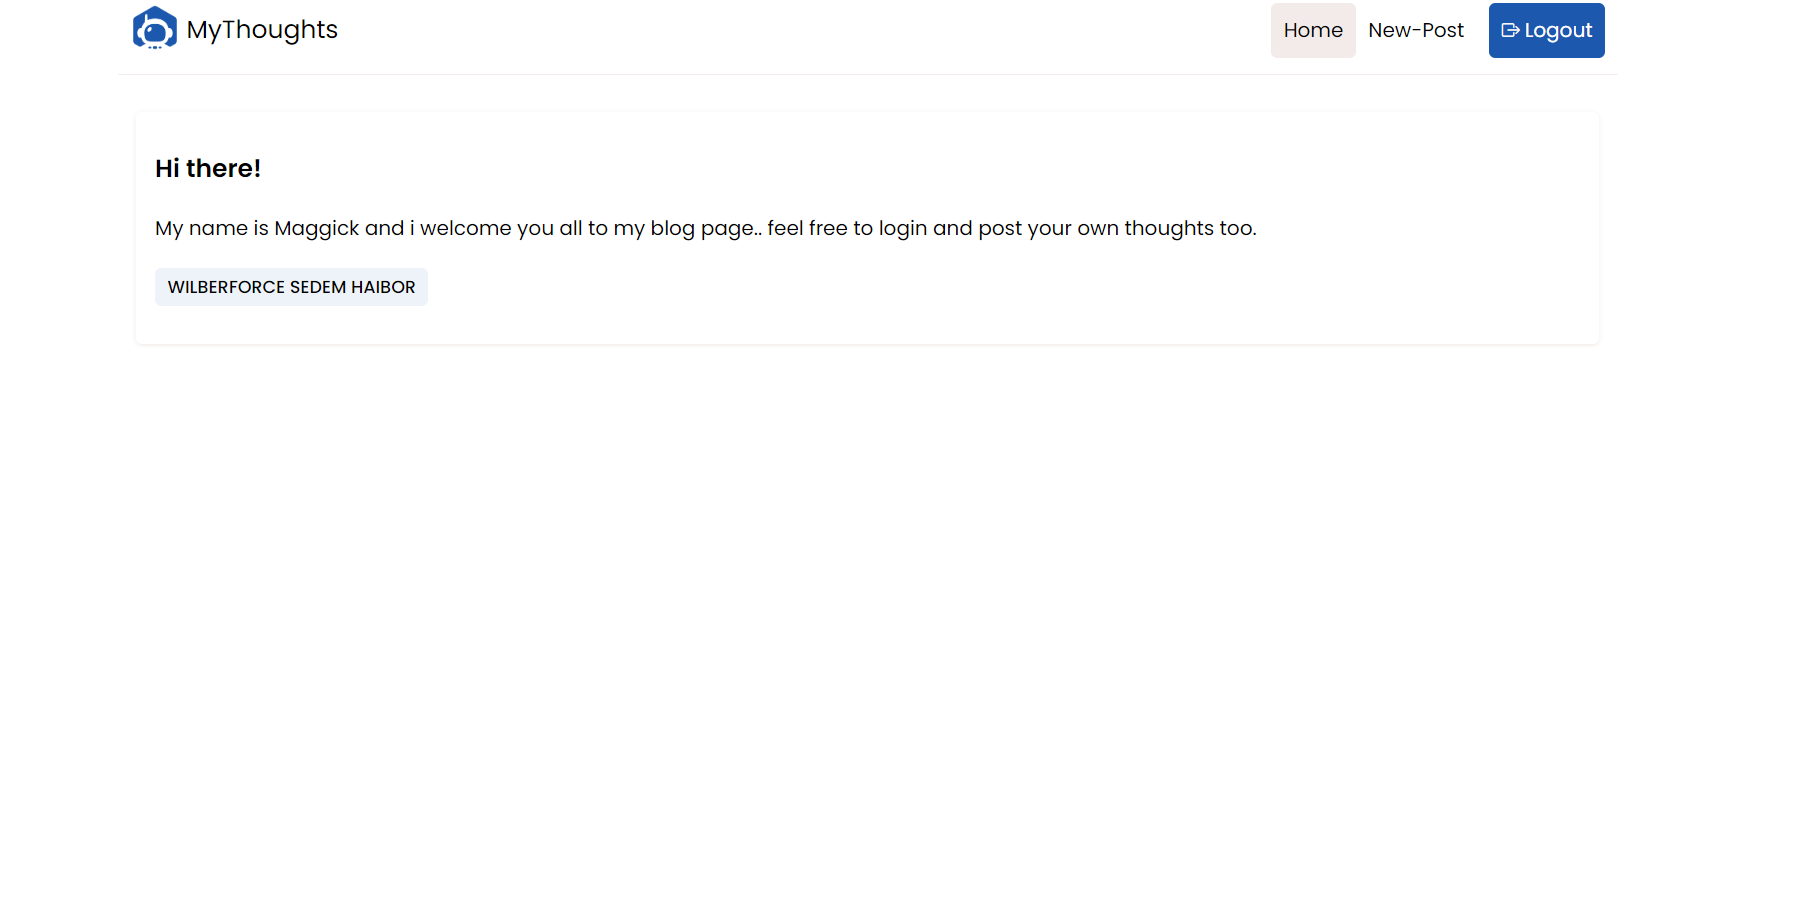 MyThoughts
Home
New-Post
Logout
Hi there!
My name is Maggick and i welcome you all to my blog page.. feel free to login and post your own thoughts too.
WILBERFORCE SEDEM HAIBOR